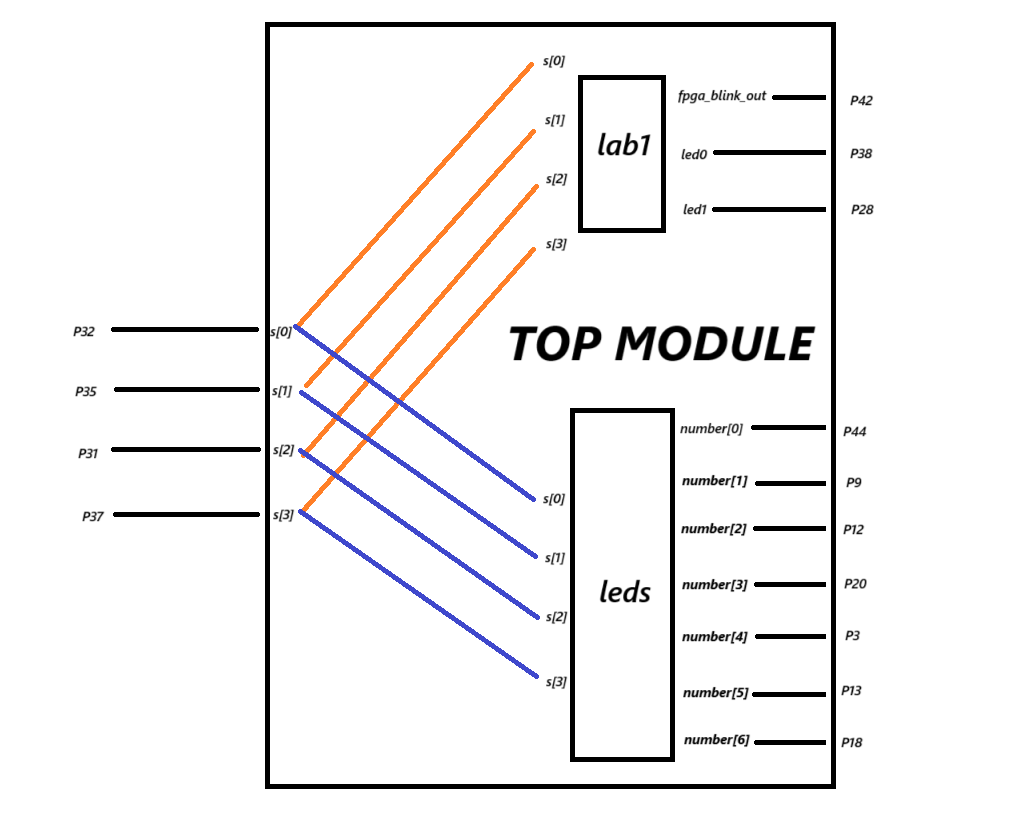 s[0]
fpga_blink_out
P42
s[1]
lab1
led0
P38
s[2]
led1
P28
s[3]
P32
s[0]
TOP MODULE
P35
s[1]
P31
s[2]
P37
s[3]
number[0]
P44
number[1]
P9
s[0]
number[2]
P12
s[1]
leds
number[3]
P20
s[2]
number[4]
P3
s[3]
number[5]
P13
number[6]
P18